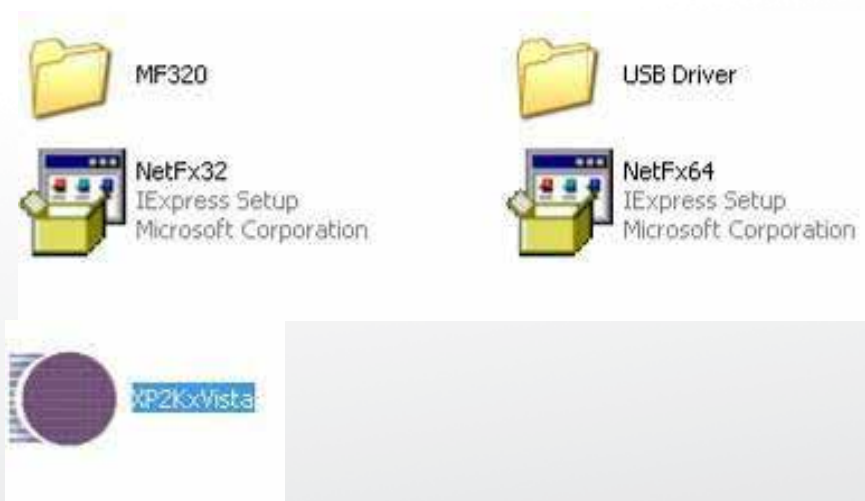 MF320
USB Driver
NetFx32
IExpress Setup
Microsoft Corporation
NetFx64
IExpress Setup
Microsoft Corporation
XP2KxVista